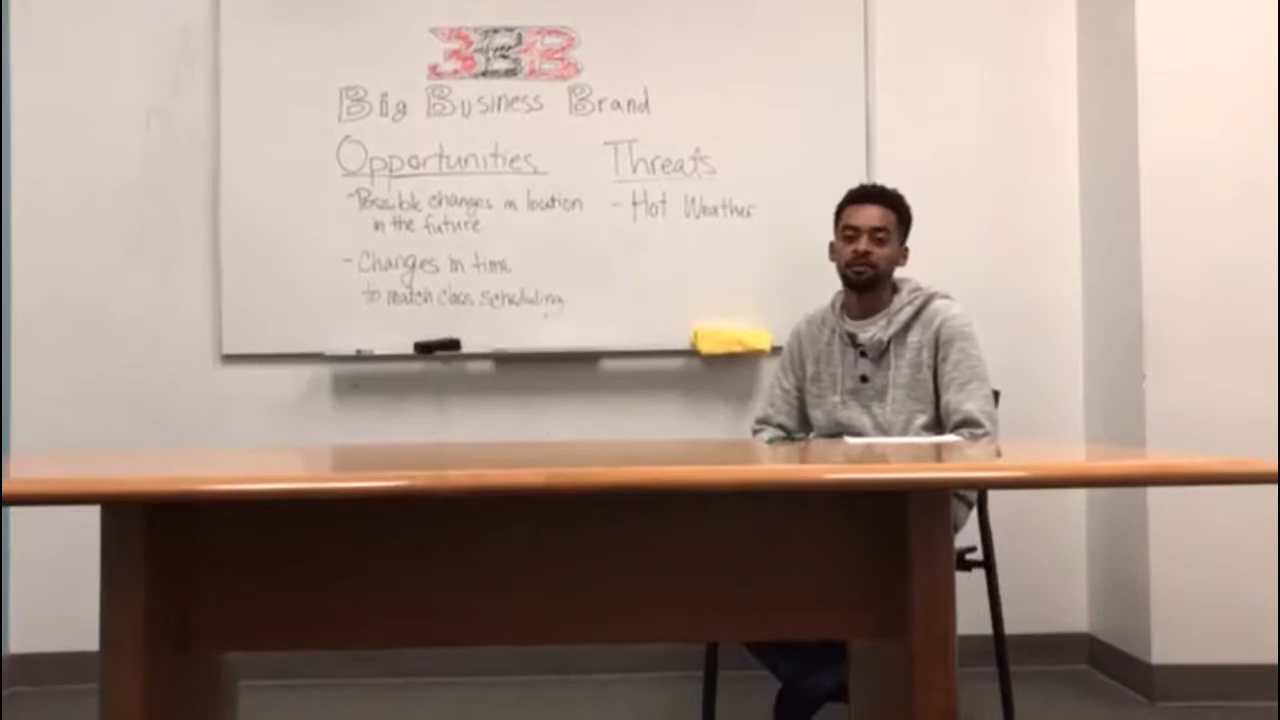 BBB
Big Business Brand
Opportunities
Threats
-Possible changes in location
in the future
- Hot Weather
- Changes in time
to match class scheduling